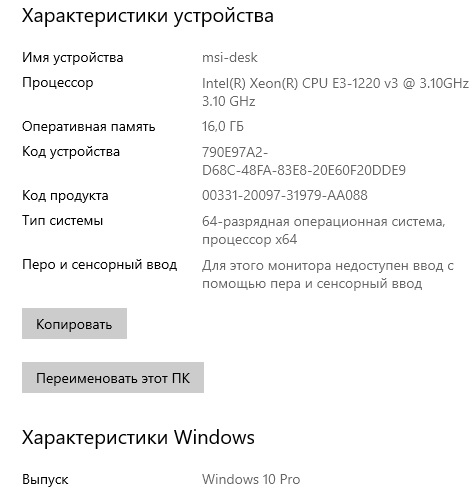 Характеристики устройства
Имя устройства msi-desk
Процессор Intel(R) Xeon(R) CPU E3-1220 v3 @ 3.10GHz
3.10 GHz
Оперативная память 16,0 ГБ
Код устройства 790E97A2-
D68C-48FA-83E8-20E60F20DDE9
Код продукта 00331-20097-31979-AA088
Тип системы 64-разрядная операционная система,
процессор x64
Перо и сенсорный ввод Для этого монитора недоступен ввод с
помощью пера и сенсорный ввод
Копировать
Переименовать этот ПК
Характеристики Windows
Выпуск Windows 10 Pro